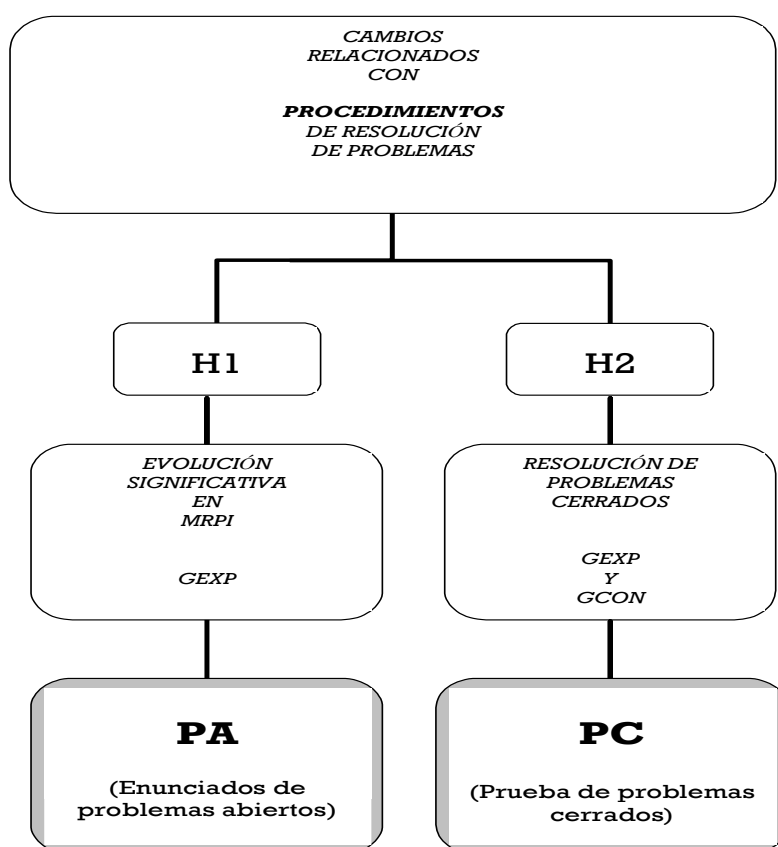 CAMBIOS
RELACIONADOS
CON
PROCEDIMIENTOS
DE RESOLUCIÓN
DE PROBLEMAS
H1
H2
EVOLUCIÓN
SIGNIFICATIVA
EN
MRPI
GEXP
RESOLUCIÓN DE
PROBLEMAS
CERRADOS
GEXP
Y
GCON
PA
(Enunciados de
problemas abiertos)
PC
(Prueba de problemas
cerrados)